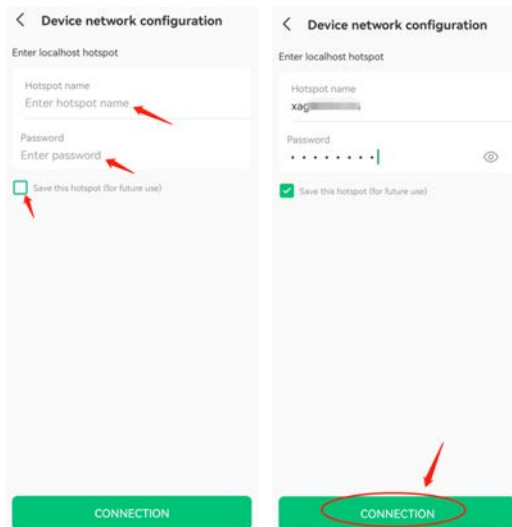 Device network configuration
Enter localhost hotspot
Hotspot name
Enter hotspot name
Password
Enter password
Save this hotspot (for future use)
CONNECTION
Device network configuration
Enter localhost hotspot
Hotspot name
xag
Password
Save this hotspot (for future use)
CONNECTION